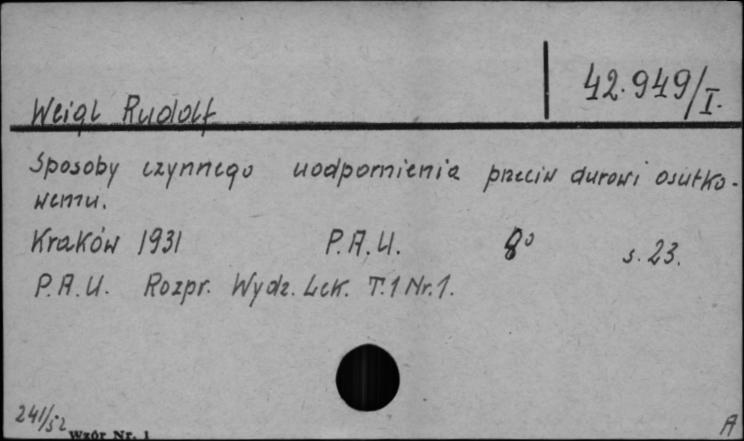 42.949/I.
Weigl Rudolf
Sposoby czynnego uodpornienia przeciw durowi osutko-
wemu.
Kraków 1931 P.A.U. 8° s. 23.
P.A.U. Rozpr. Wydz. Lek. T.1 Nr.1.
241/52
Wzór Nr. 1
A